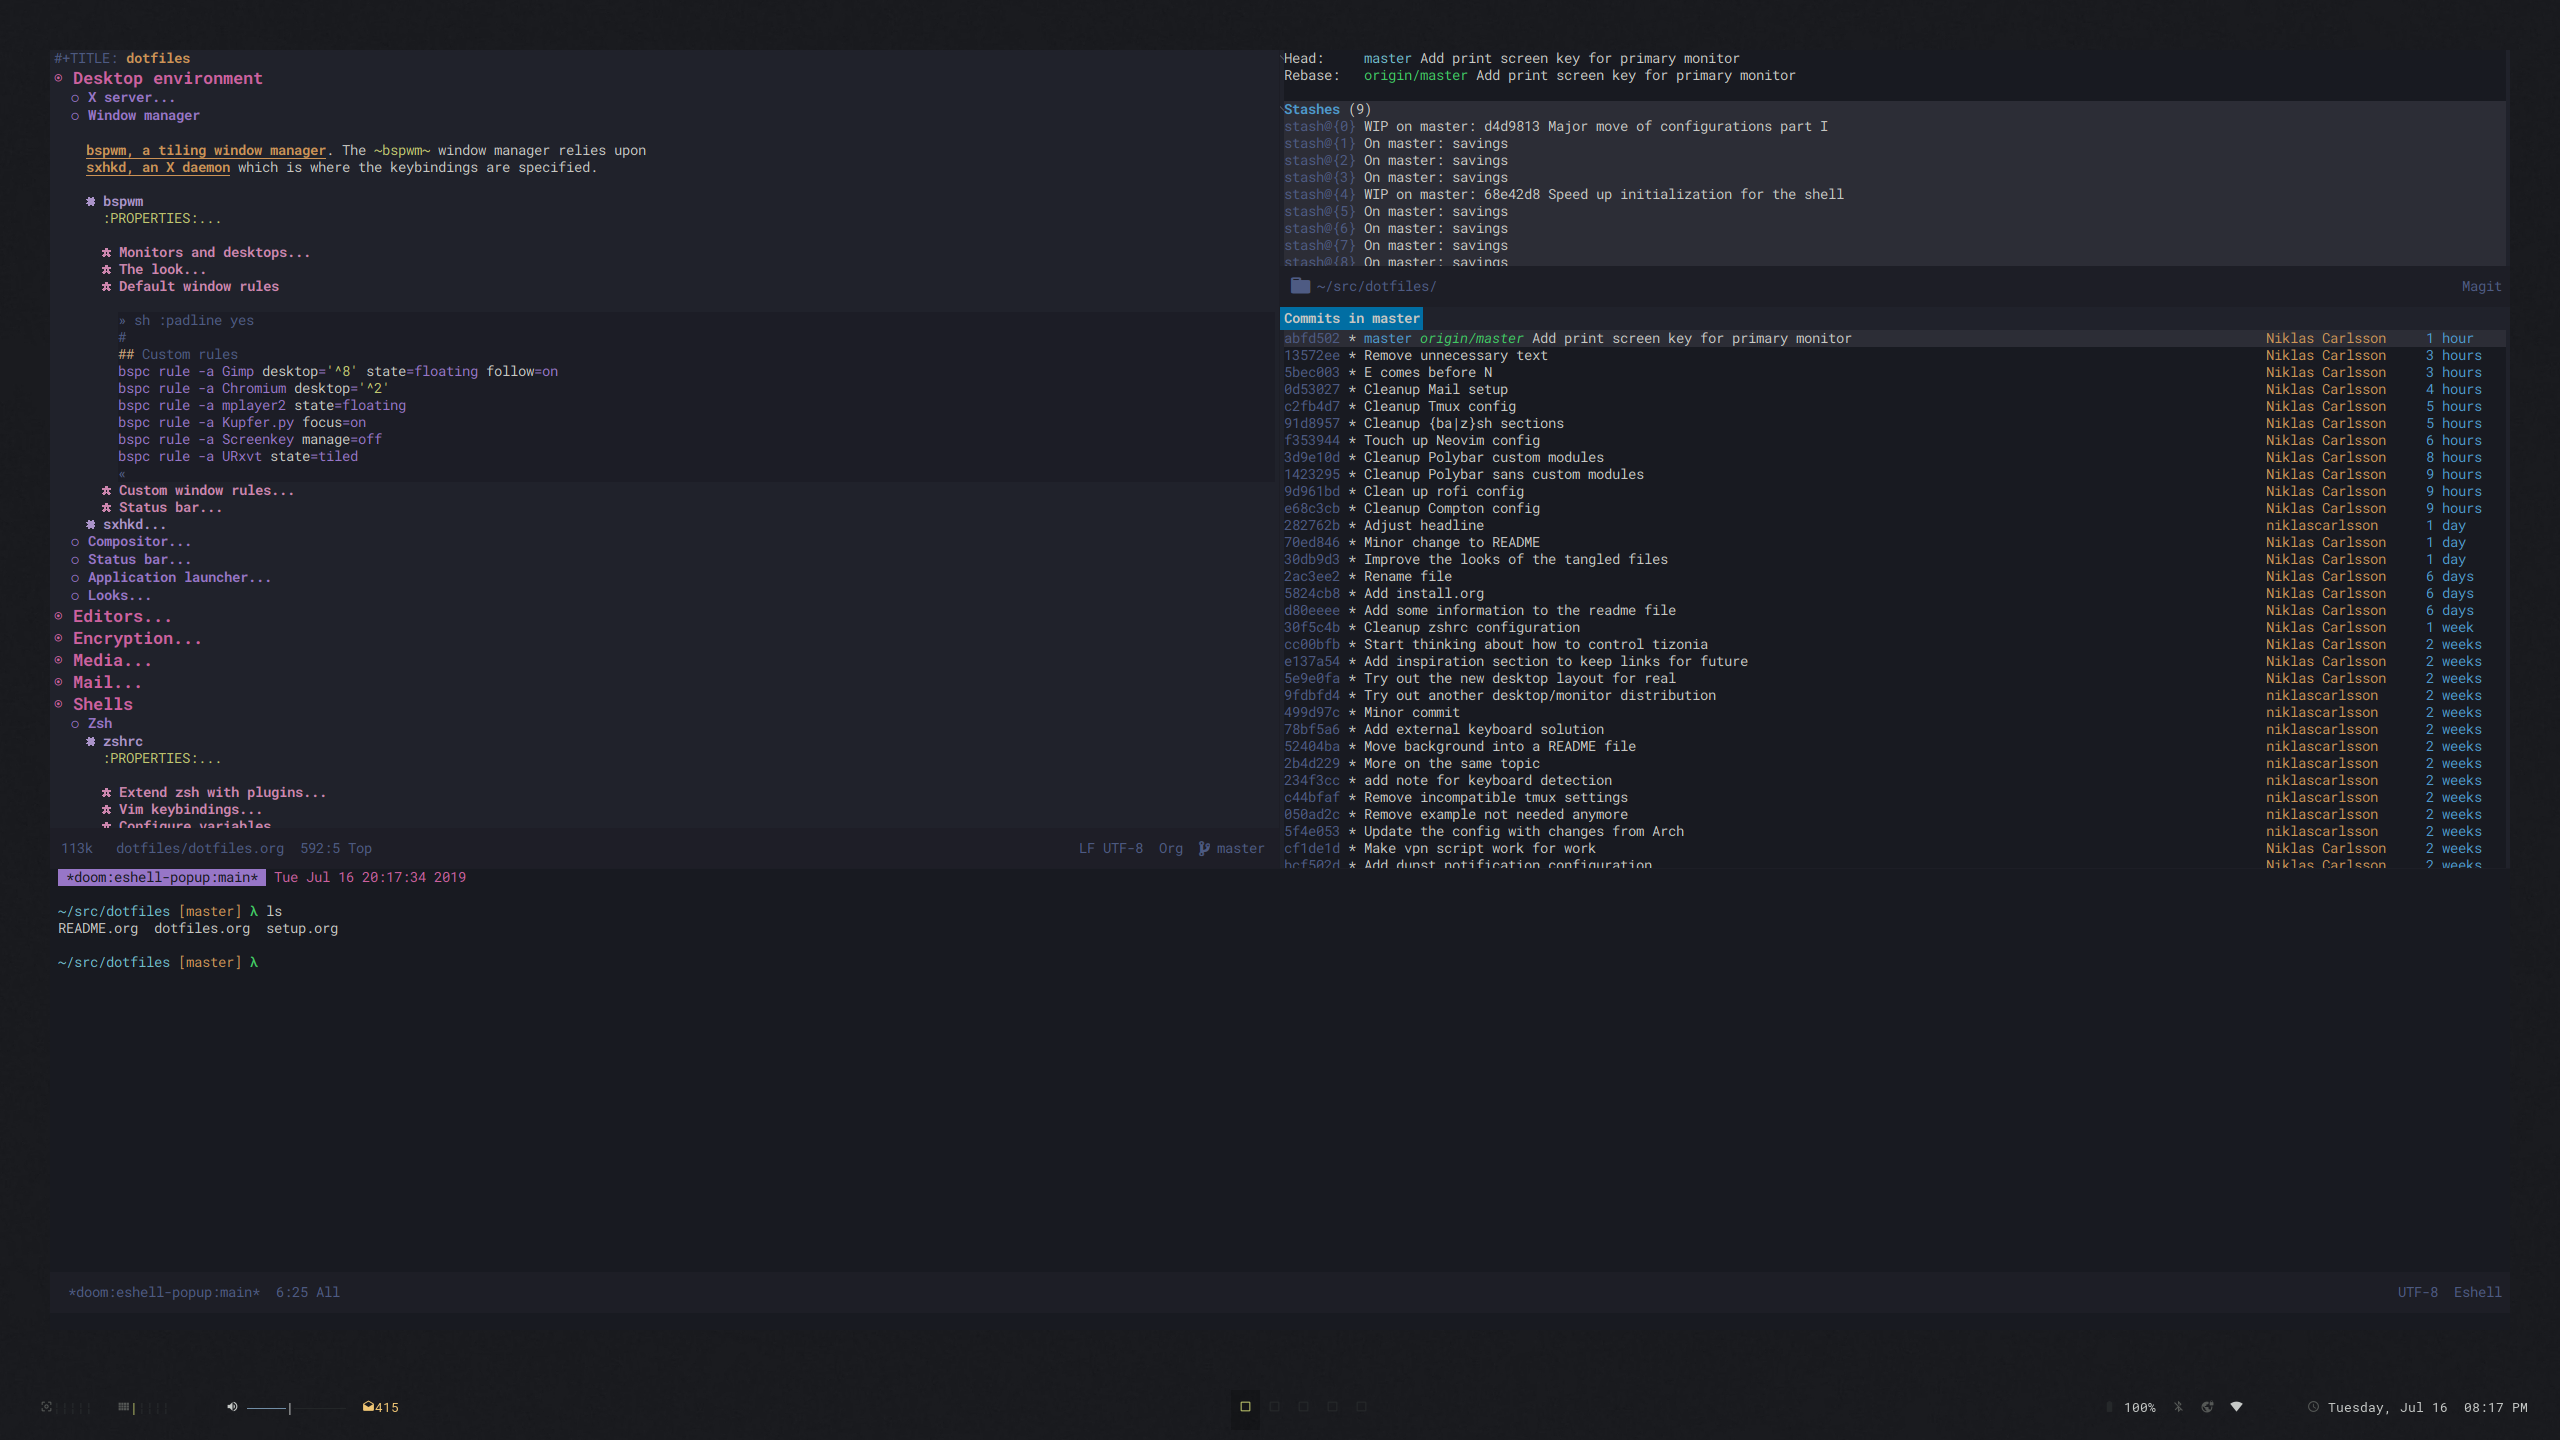 #+TITLE: dotfiles
Desktop environment
X server...
Window manager
bspwm, a tiling window manager. The ~bspwm~ window manager relies upon
sxhkd, an X daemon which is where the keybindings are specified.
bspwm
:PROPERTIES:...
Monitors and desktops...
The look...
Default window rules
» sh :padline yes
#
## Custom rules
bspc rule -a Gimp desktop='^8' state=floating follow=on
bspc rule -a Chromium desktop='^2'
bspc rule -a mplayer2 state=floating
bspc rule -a Kupfer.py focus=on
bspc rule -a Screenkey manage=off
bspc rule -a URxvt state=tiled
«
Custom window rules...
Status bar...
sxhkd...
Compositor...
Status bar...
Application launcher...
Looks...
Editors...
Encryption...
Media...
Mail...
Shells
Zsh
zshrc
:PROPERTIES:...
Extend zsh with plugins...
Vim keybindings...
Configure variables
113k dotfiles/dotfiles.org 592:5 Top LF UTF-8 Org master
Head: master Add print screen key for primary monitor
Rebase: origin/master Add print screen key for primary monitor
Stashes (9)
stash@{0} WIP on master: d4d9813 Major move of configurations part I
stash@{1} On master: savings
stash@{2} On master: savings
stash@{3} On master: savings
stash@{4} WIP on master: 68e42d8 Speed up initialization for the shell
stash@{5} On master: savings
stash@{6} On master: savings
stash@{7} On master: savings
stash@{8} On master: savings
~/src/dotfiles/ Magit
Commits in master
abfd502 * master origin/master Add print screen key for primary monitor Niklas Carlsson 1 hour
13572ee * Remove unnecessary text Niklas Carlsson 3 hours
5bec003 * E comes before N Niklas Carlsson 3 hours
0d53027 * Cleanup Mail setup Niklas Carlsson 4 hours
c2fb4d7 * Cleanup Tmux config Niklas Carlsson 5 hours
91d8957 * Cleanup {ba|z}sh sections Niklas Carlsson 5 hours
f353944 * Touch up Neovim config Niklas Carlsson 6 hours
3d9e10d * Cleanup Polybar custom modules Niklas Carlsson 8 hours
1423295 * Cleanup Polybar sans custom modules Niklas Carlsson 9 hours
9d961bd * Clean up rofi config Niklas Carlsson 9 hours
e68c3cb * Cleanup Compton config Niklas Carlsson 9 hours
282762b * Adjust headline niklascarlsson 1 day
70ed846 * Minor change to README Niklas Carlsson 1 day
30db9d3 * Improve the looks of the tangled files Niklas Carlsson 1 day
2ac3ee2 * Rename file Niklas Carlsson 6 days
5824cb8 * Add install.org Niklas Carlsson 6 days
d80eeee * Add some information to the readme file Niklas Carlsson 6 days
30f5c4b * Cleanup zshrc configuration Niklas Carlsson 1 week
cc00bfb * Start thinking about how to control tizonia Niklas Carlsson 2 weeks
e137a54 * Add inspiration section to keep links for future Niklas Carlsson 2 weeks
5e9e0fa * Try out the new desktop layout for real Niklas Carlsson 2 weeks
9fdbfd4 * Try out another desktop/monitor distribution niklascarlsson 2 weeks
499d97c * Minor commit niklascarlsson 2 weeks
78bf5a6 * Add external keyboard solution niklascarlsson 2 weeks
52404ba * Move background into a README file niklascarlsson 2 weeks
2b4d229 * More on the same topic niklascarlsson 2 weeks
234f3cc * add note for keyboard detection niklascarlsson 2 weeks
c44bfaf * Remove incompatible tmux settings niklascarlsson 2 weeks
050ad2c * Remove example not needed anymore niklascarlsson 2 weeks
5f4e053 * Update the config with changes from Arch niklascarlsson 2 weeks
cf1de1d * Make vpn script work for work Niklas Carlsson 2 weeks
bcf502d * Add dunst notification configuration Niklas Carlsson 2 weeks
*doom:eshell-popup:main* Tue Jul 16 20:17:34 2019
~/src/dotfiles [master] λ ls
README.org dotfiles.org setup.org
~/src/dotfiles [master] λ
*doom:eshell-popup:main* 6:25 All UTF-8 Eshell
415 100% Tuesday, Jul 16 08:17 PM